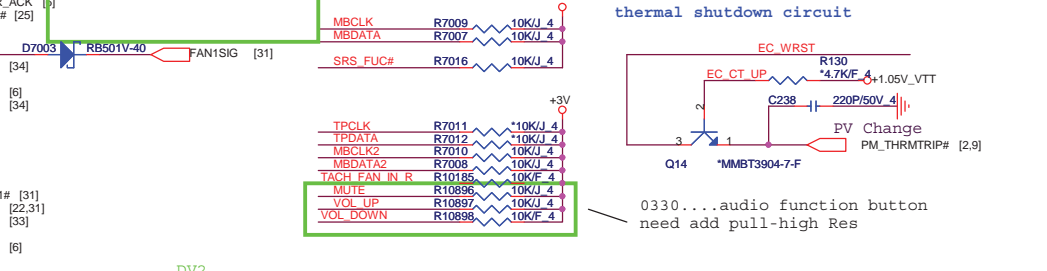 _ACK [5]
# [25]
D7003 RB501V-40 FAN1SIG [31]
[34]
[6]
[34]
MBCLK R7009 10K/J_4
MBDATA R7007 10K/J_4
SRS_FUC# R7016 10K/J_4
+3V
TPCLK R7011 *10K/J_4
TPDATA R7012 *10K/J_4
MBCLK2 R7010 10K/J_4
MBDATA2 R7008 10K/J_4
TACH_FAN_IN_R R10185 10K/F_4
MUTE R10896 10K/J_4
VOL_UP R10897 10K/J_4
VOL_DOWN R10898 10K/F_4
1# [31]
[22,31]
[33]
[6]
thermal shutdown circuit
EC_WRST
R130
EC_CT_UP *4.7K/F_4 +1.05V_VTT
C238 220P/50V_4
2
PV Change
3 1 PM_THRMTRIP# [2,9]
Q14 *MMBT3904-7-F
0330....audio function button
need add pull-high Res